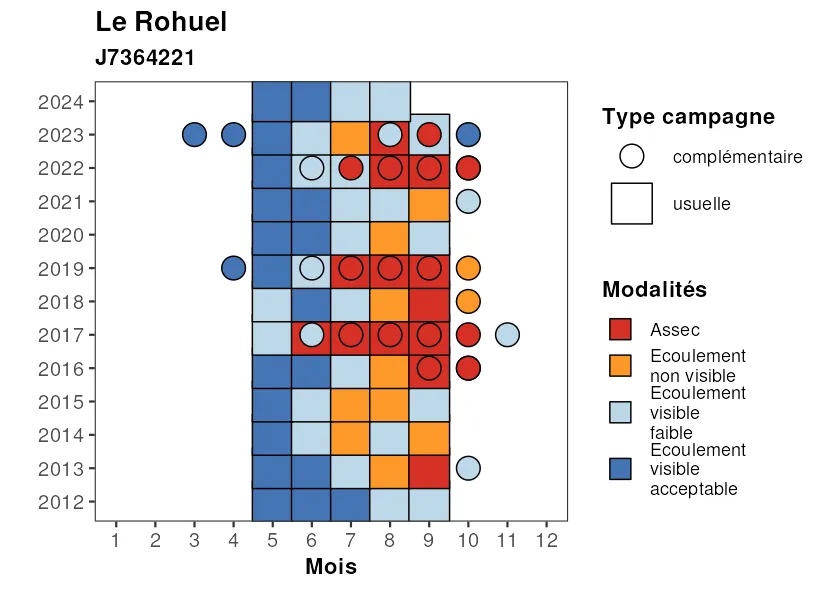 Le Rohuel
J7364221
2024
2023
2022
2021
2020
2019
2018
2017
2016
2015
2014
2013
2012
1 2 3 4 5 6 7 8 9 10 11 12
Mois
Type campagne
complémentaire
usuelle
Modalités
Assec
Ecoulement
non visible
Ecoulement
visible
faible
Ecoulement
visible
acceptable